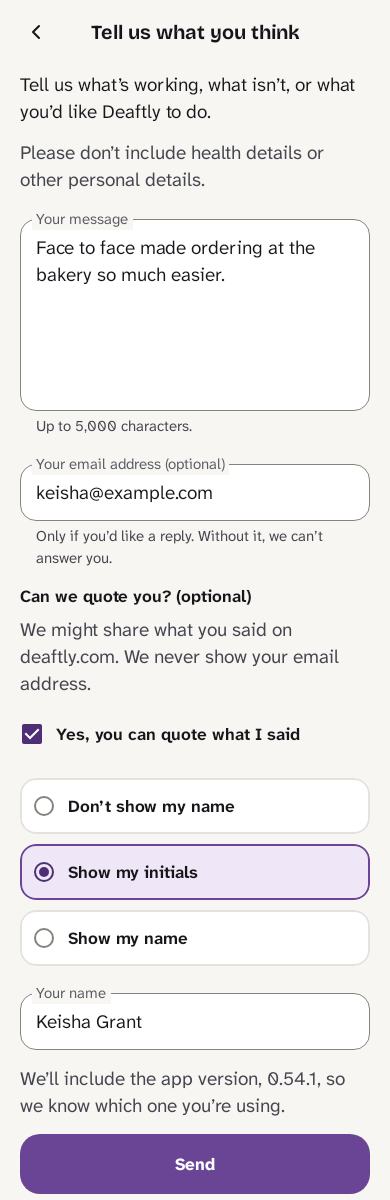 Tell us what you think
Tell us what’s working, what isn’t, or what
you’d like Deaftly to do.
Please don’t include health details or
other personal details.
Your message
Face to face made ordering at the
bakery so much easier.
Up to 5,000 characters.
Your email address (optional)
keisha@example.com
Only if you’d like a reply. Without it, we can’t
answer you.
Can we quote you? (optional)
We might share what you said on
deaftly.com. We never show your email
address.
Yes, you can quote what I said
Don’t show my name
Show my initials
Show my name
Your name
Keisha Grant
We’ll include the app version, 0.54.1, so
we know which one you’re using.
Send